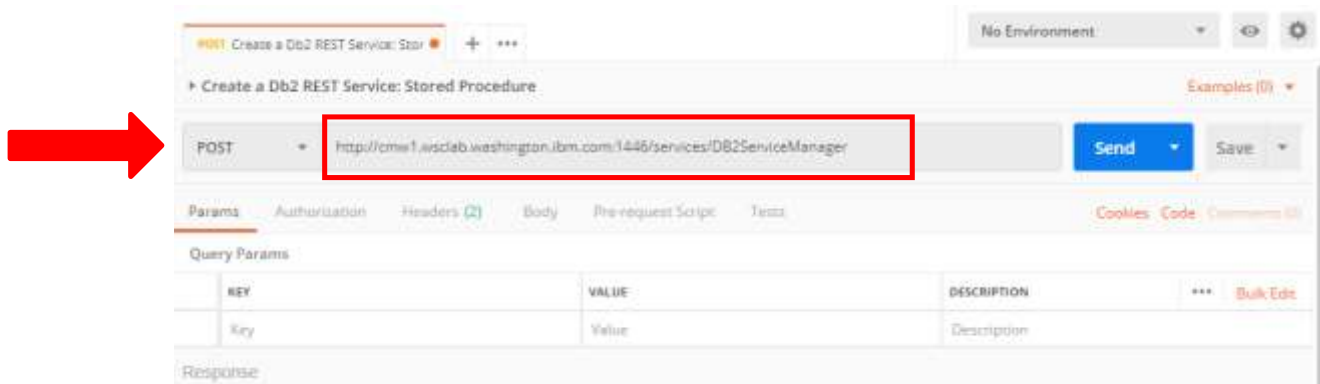 POST Create a Db2 REST Service: Stor + ••• No Environment
Create a Db2 REST Service: Stored Procedure Examples (0)
POST http://cmw1.wsclab.washington.ibm.com:1446/services/DB2ServiceManager Send Save
Params Authorization Headers (2) Body Pre-request Script Tests Cookies Code Comments (0)
Query Params
KEY VALUE DESCRIPTION ••• Bulk Edit
Key Value Description
Response